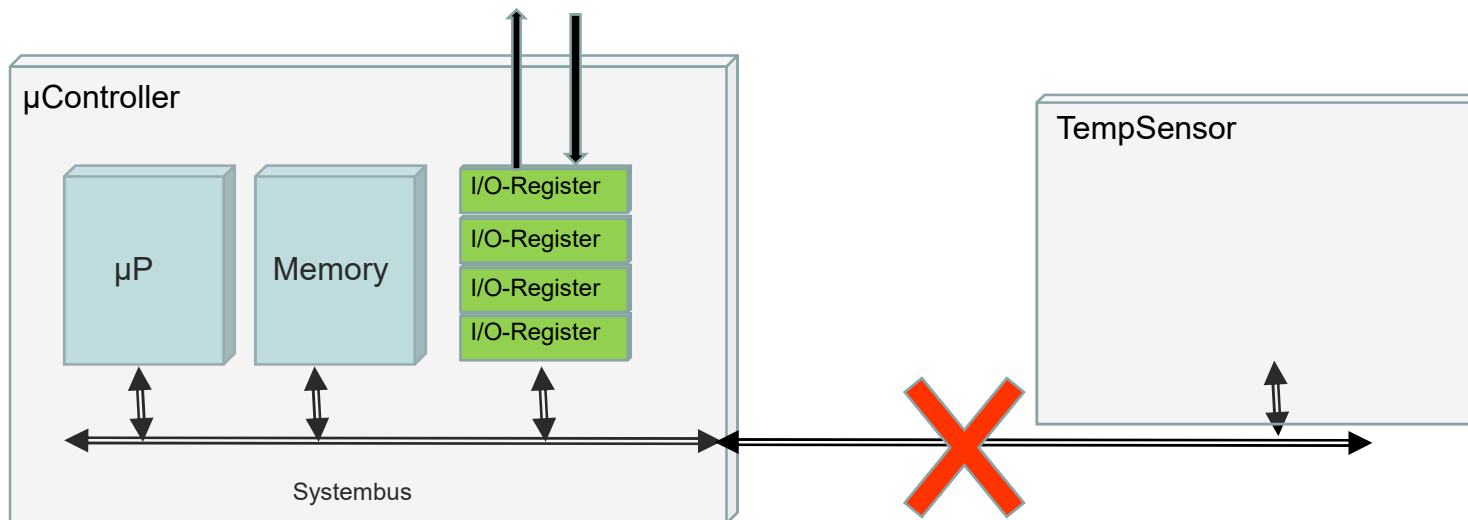 µController
TempSensor
I/O-Register
I/O-Register
I/O-Register
I/O-Register
µP
Memory
Systembus